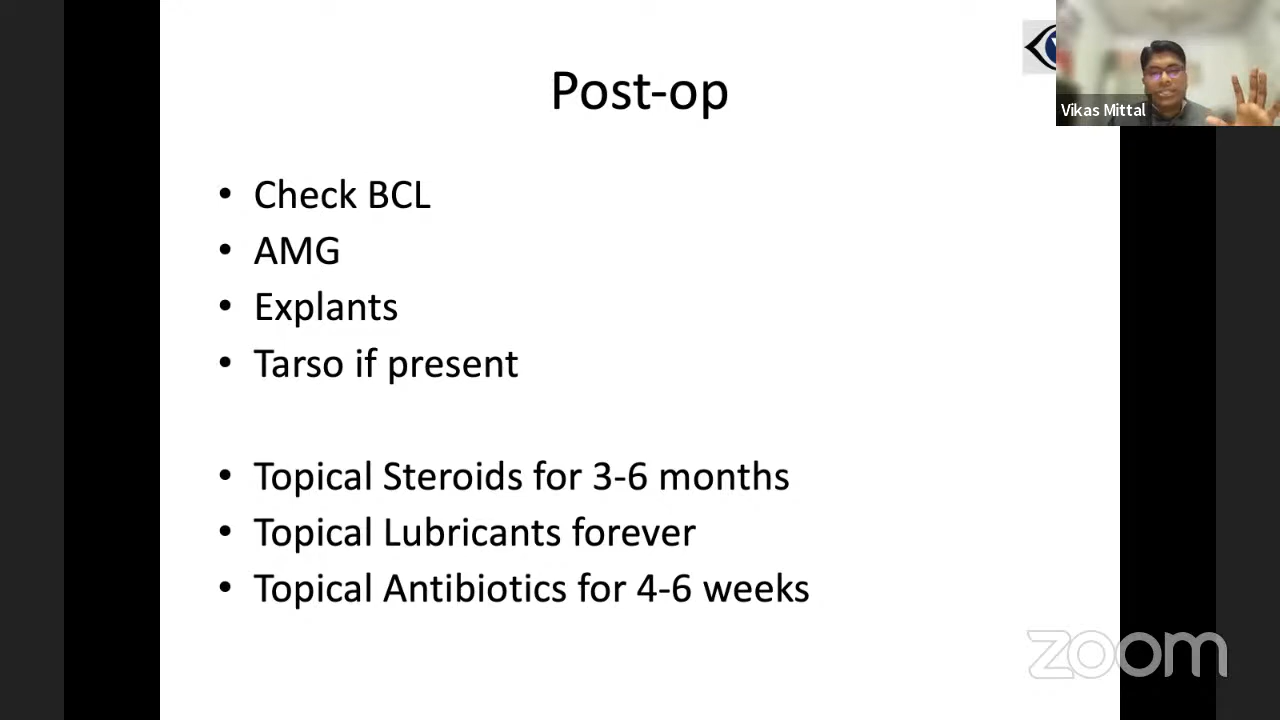 Post-op
Vikas Mittal
• Check BCL
• AMG
• Explants
• Tarso if present
• Topical Steroids for 3-6 months
• Topical Lubricants forever
• Topical Antibiotics for 4-6 weeks
zoom